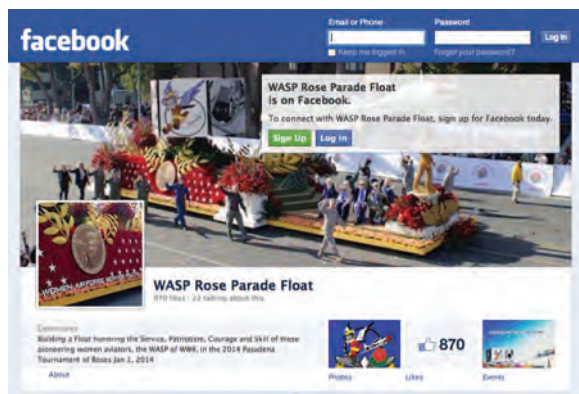 Email or Phone
Password
facebook
Keep me logged in
Forgot your password?
Log In
WASP Rose Parade Float
is on Facebook.
To connect with WASP Rose Parade Float, sign up for Facebook today.
Sign Up
Log In
WASP Rose Parade Float
870 likes · 22 talking about this
Community
Building a Float honoring the Service, Patriotism, Courage and Skill of these
pioneering women aviators, the WASP of WWII, in the 2014 Pasadena
Tournament of Roses Jan 1, 2014
About
870
Photos
Likes
Events